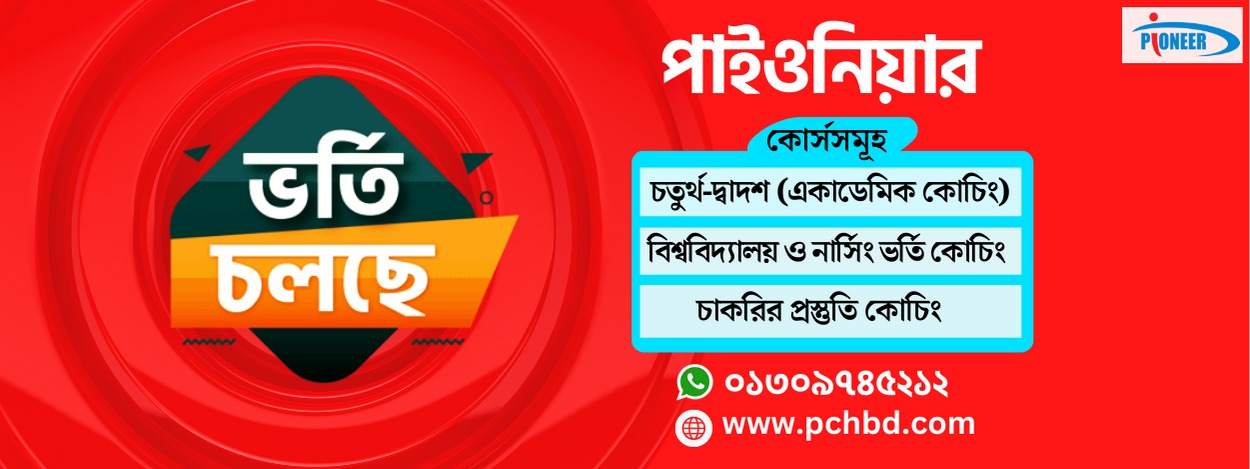 ভর্তি
চলছে
পাইওনিয়ার
PIONEER
কোর্সসমূহ
চতুর্থ-দ্বাদশ (একাডেমিক কোচিং)
বিশ্ববিদ্যালয় ও নার্সিং ভর্তি কোচিং
চাকরির প্রস্তুতি কোচিং
০১৩০৯৭৪৫২১২
www.pchbd.com